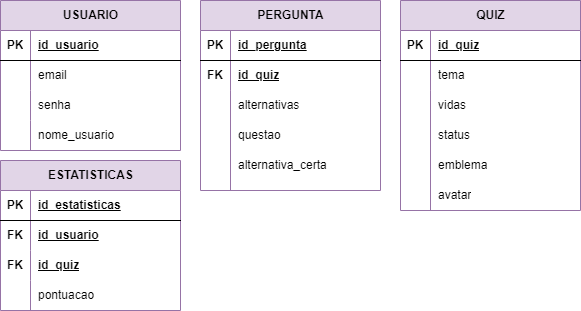 USUARIO
PK id_usuario
email
senha
nome_usuario
PERGUNTA
PK id_pergunta
FK id_quiz
alternativas
questao
alternativa_certa
QUIZ
PK id_quiz
tema
vidas
status
emblema
avatar
ESTATISTICAS
PK id_estatisticas
FK id_usuario
FK id_quiz
pontuacao